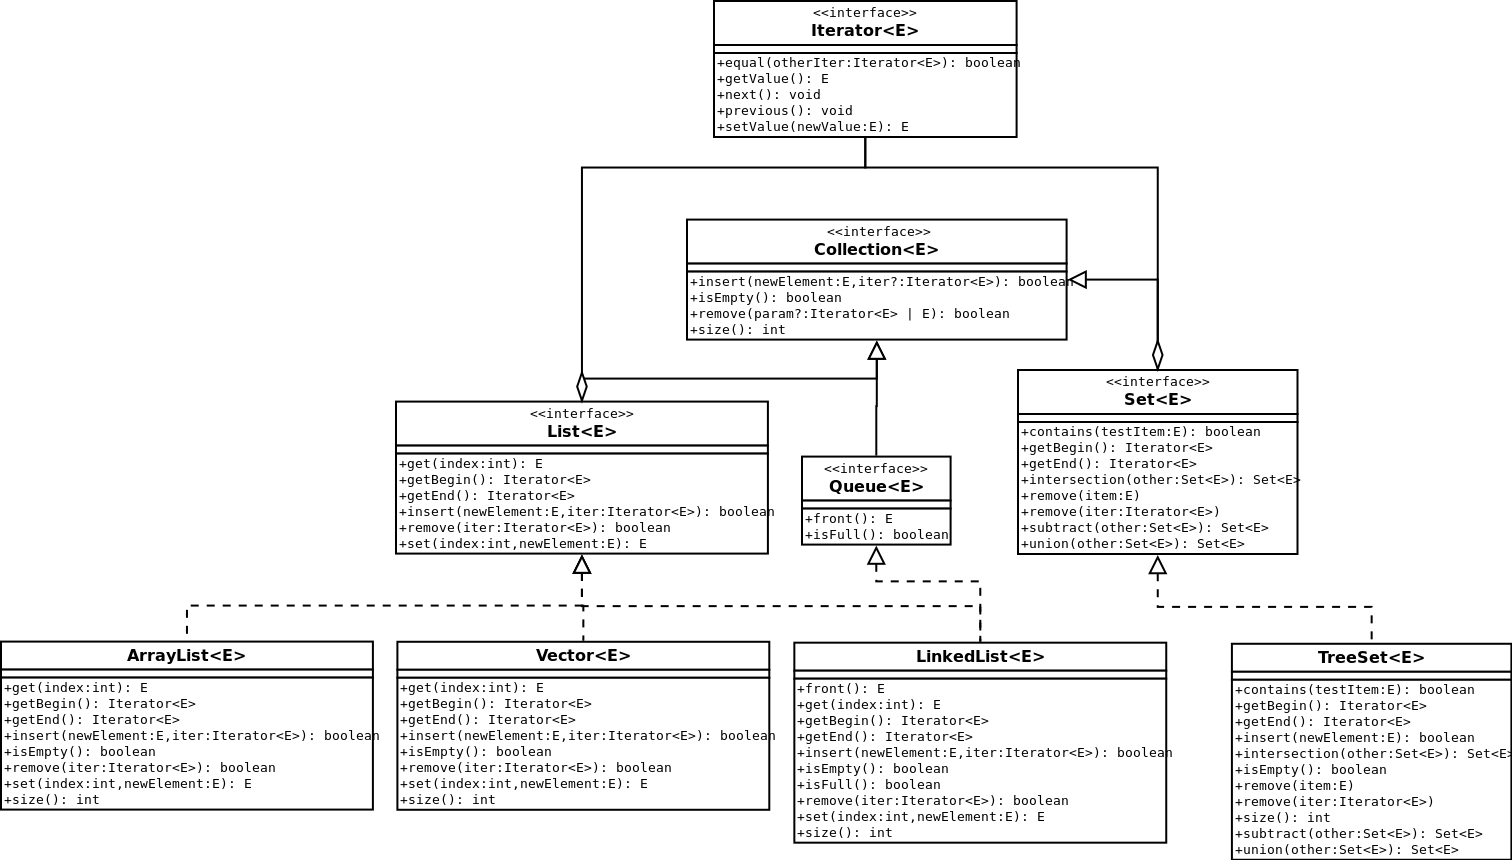 <<interface>>
Iterator<E>
+equal(otherIter:Iterator<E>): boolean
+getValue(): E
+next(): void
+previous(): void
+setValue(newValue:E): E
<<interface>>
Collection<E>
+insert(newElement:E,iter?:Iterator<E>): boolean
+isEmpty(): boolean
+remove(param?:Iterator<E> | E): boolean
+size(): int
<<interface>>
List<E>
+get(index:int): E
+getBegin(): Iterator<E>
+getEnd(): Iterator<E>
+insert(newElement:E,iter:Iterator<E>): boolean
+remove(iter:Iterator<E>): boolean
+set(index:int,newElement:E): E
<<interface>>
Queue<E>
+front(): E
+isFull(): boolean
<<interface>>
Set<E>
+contains(testItem:E): boolean
+getBegin(): Iterator<E>
+getEnd(): Iterator<E>
+intersection(other:Set<E>): Set<E>
+remove(item:E)
+remove(iter:Iterator<E>)
+subtract(other:Set<E>): Set<E>
+union(other:Set<E>): Set<E>
ArrayList<E>
+get(index:int): E
+getBegin(): Iterator<E>
+getEnd(): Iterator<E>
+insert(newElement:E,iter:Iterator<E>): boolean
+isEmpty(): boolean
+remove(iter:Iterator<E>): boolean
+set(index:int,newElement:E): E
+size(): int
Vector<E>
+get(index:int): E
+getBegin(): Iterator<E>
+getEnd(): Iterator<E>
+insert(newElement:E,iter:Iterator<E>): boolean
+isEmpty(): boolean
+remove(iter:Iterator<E>): boolean
+set(index:int,newElement:E): E
+size(): int
LinkedList<E>
+front(): E
+get(index:int): E
+getBegin(): Iterator<E>
+getEnd(): Iterator<E>
+insert(newElement:E,iter:Iterator<E>): boolean
+isEmpty(): boolean
+isFull(): boolean
+remove(iter:Iterator<E>): boolean
+set(index:int,newElement:E): E
+size(): int
TreeSet<E>
+contains(testItem:E): boolean
+getBegin(): Iterator<E>
+getEnd(): Iterator<E>
+insert(newElement:E): boolean
+intersection(other:Set<E>): Set<E>
+isEmpty(): boolean
+remove(item:E)
+remove(iter:Iterator<E>)
+size(): int
+subtract(other:Set<E>): Set<E>
+union(other:Set<E>): Set<E>